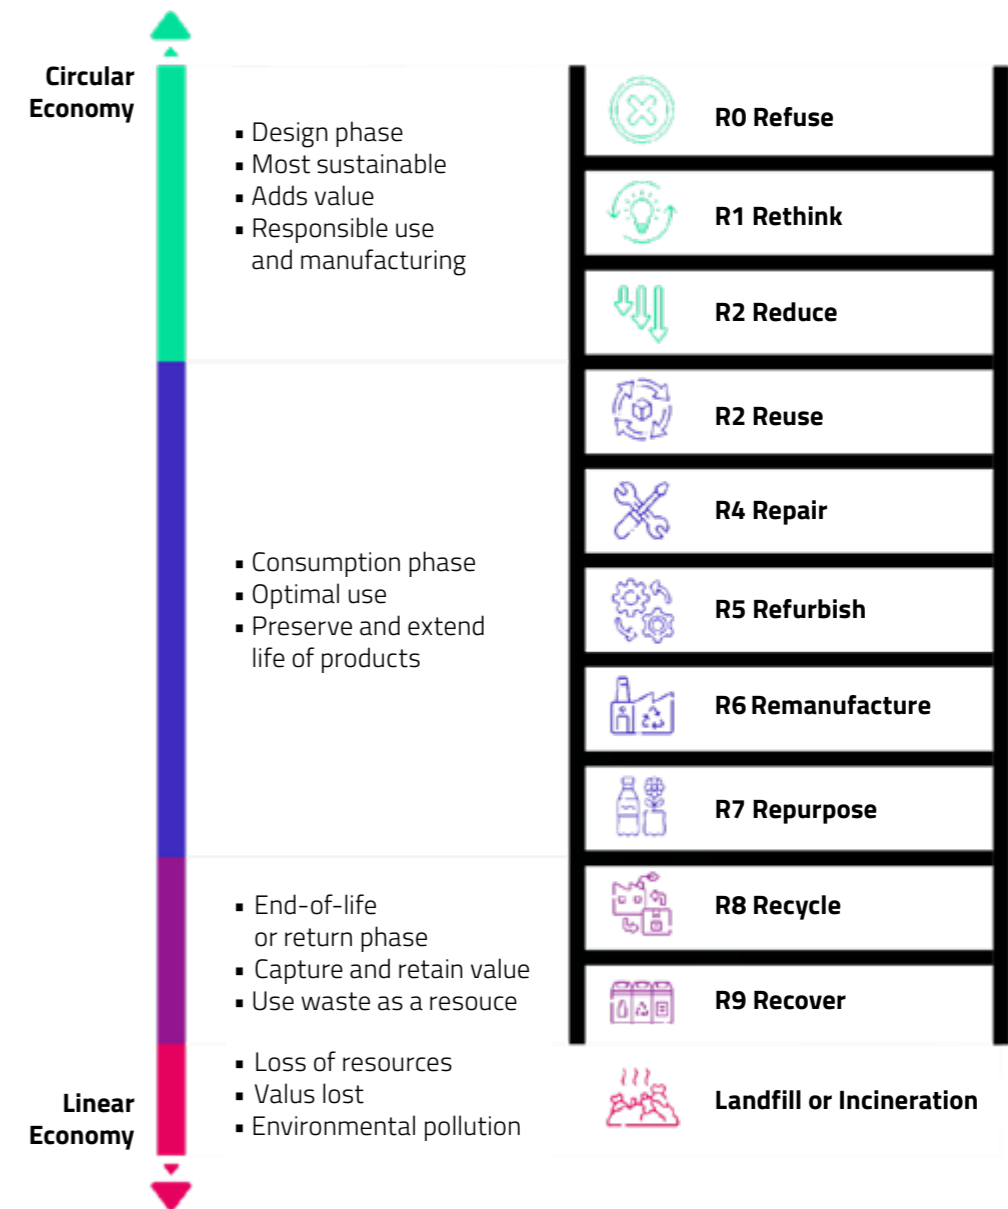 Circular
Economy
▪ Design phase
▪ Most sustainable
▪ Adds value
▪ Responsible use
and manufacturing
R0 Refuse
R1 Rethink
R2 Reduce
▪ Consumption phase
▪ Optimal use
▪ Preserve and extend
life of products
R2 Reuse
R4 Repair
R5 Refurbish
R6 Remanufacture
R7 Repurpose
▪ End-of-life
or return phase
▪ Capture and retain value
▪ Use waste as a resouce
R8 Recycle
R9 Recover
Linear
Economy
▪ Loss of resources
▪ Valus lost
▪ Environmental pollution
Landfill or Incineration